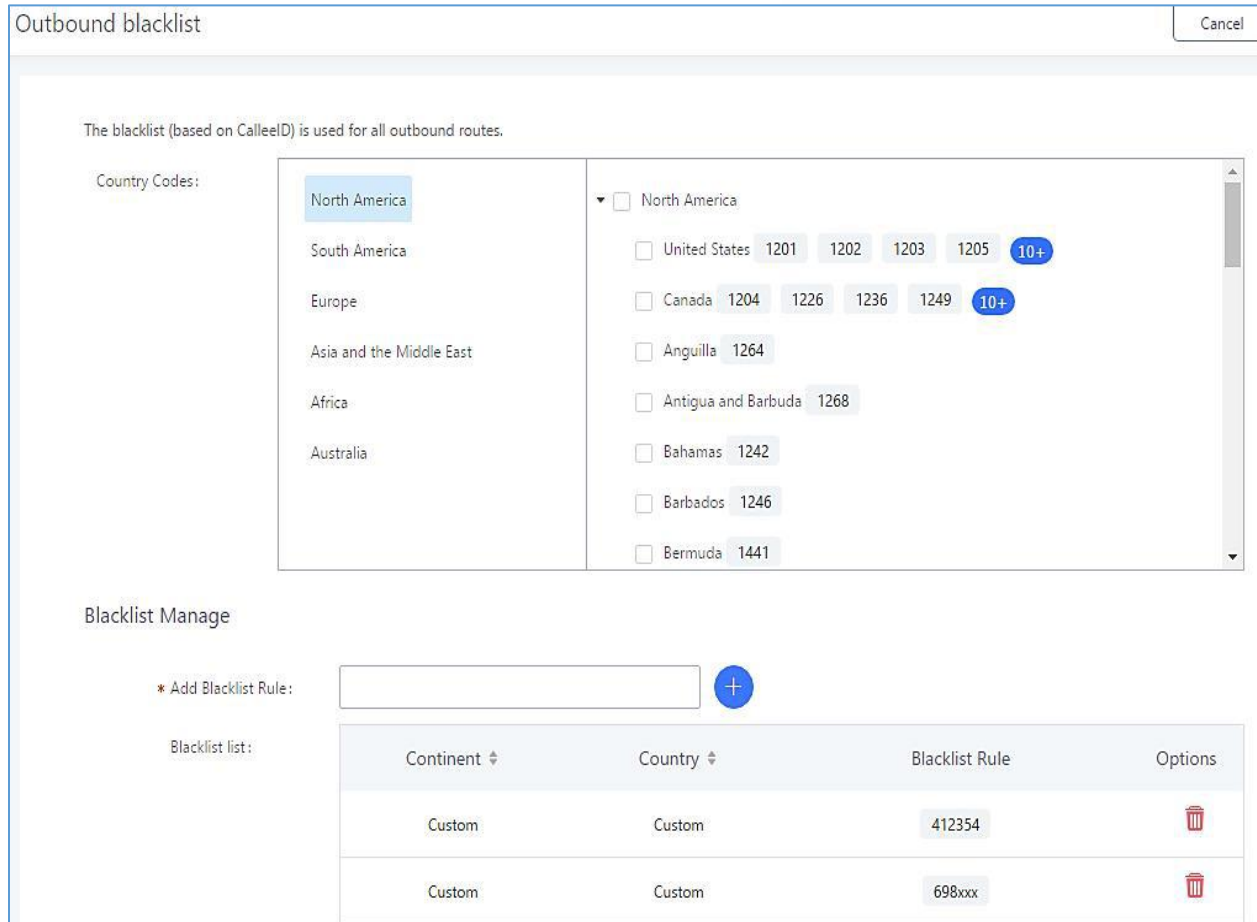 Outbound blacklist
Cancel
The blacklist (based on CalleeID) is used for all outbound routes.
Country Codes:
North America
South America
Europe
Asia and the Middle East
Africa
Australia
North America
United States 1201 1202 1203 1205 10+
Canada 1204 1226 1236 1249 10+
Anguilla 1264
Antigua and Barbuda 1268
Bahamas 1242
Barbados 1246
Bermuda 1441
Blacklist Manage
* Add Blacklist Rule:
Blacklist list:
Continent Country Blacklist Rule Options
Custom Custom 412354
Custom Custom 698xxx